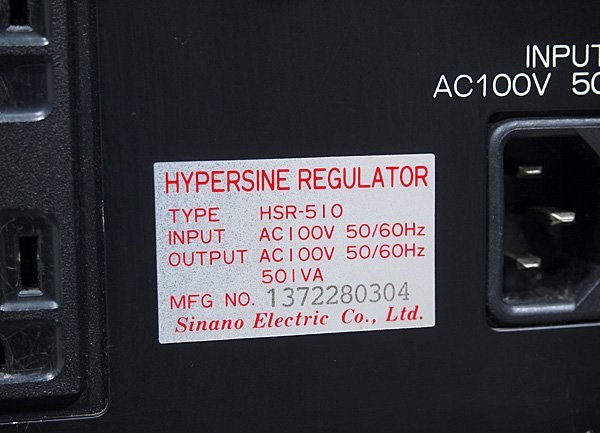 INPUT
AC100V 50
HYPERSINE REGULATOR
TYPE HSR-510
INPUT AC100V 50/60Hz
OUTPUT AC100V 50/60Hz
501VA
MFG NO. 1372280304
Sinano Electric Co., Ltd.